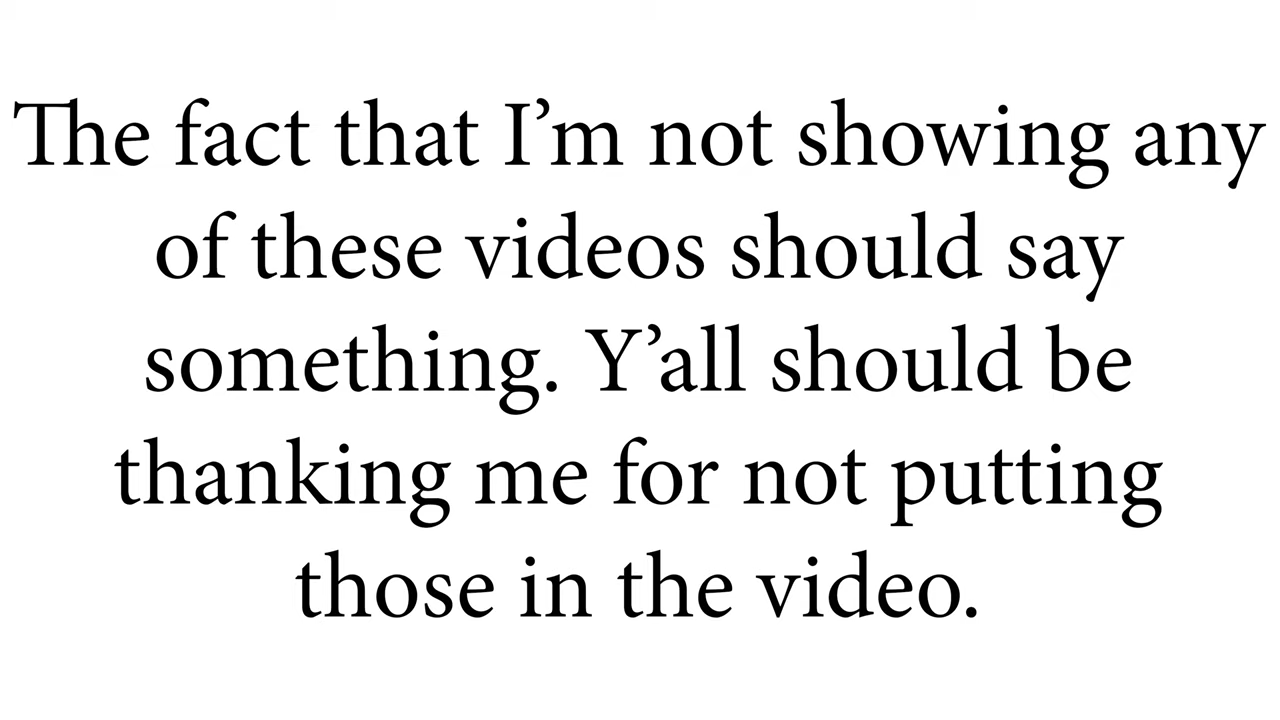 The fact that I’m not showing any
of these videos should say
something. Y’all should be
thanking me for not putting
those in the video.